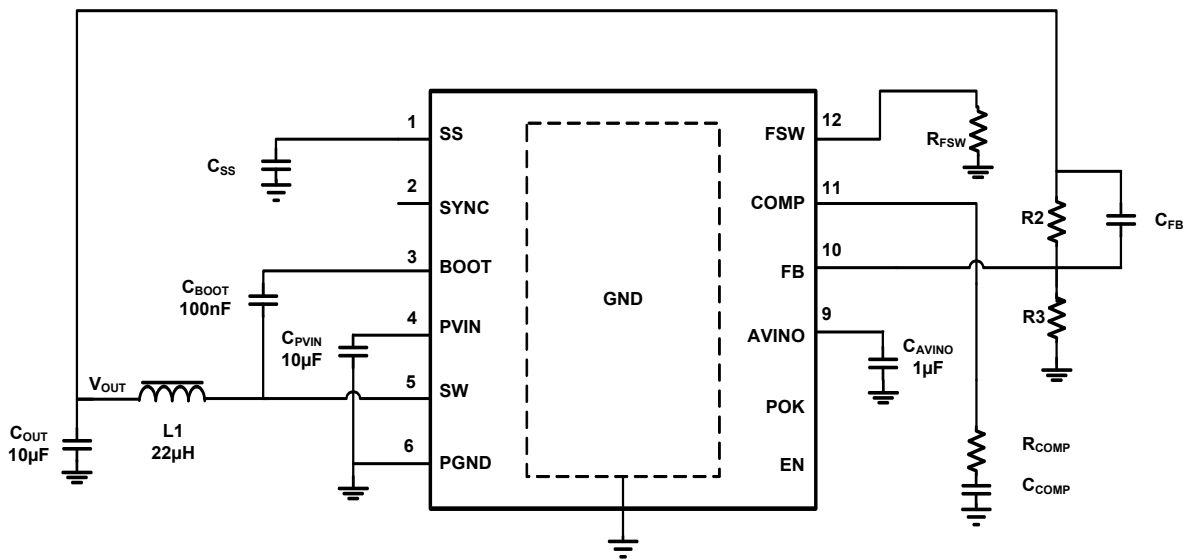 1
SS
C_SS
2
SYNC
3
BOOT
C_BOOT
100nF
4
PVIN
C_PVIN
10µF
5
SW
V_OUT
L1
22µH
C_OUT
10µF
6
PGND
GND
12
FSW
R_FSW
11
COMP
10
FB
R2
C_FB
R3
9
AVINO
C_AVINO
1µF
POK
EN
R_COMP
C_COMP